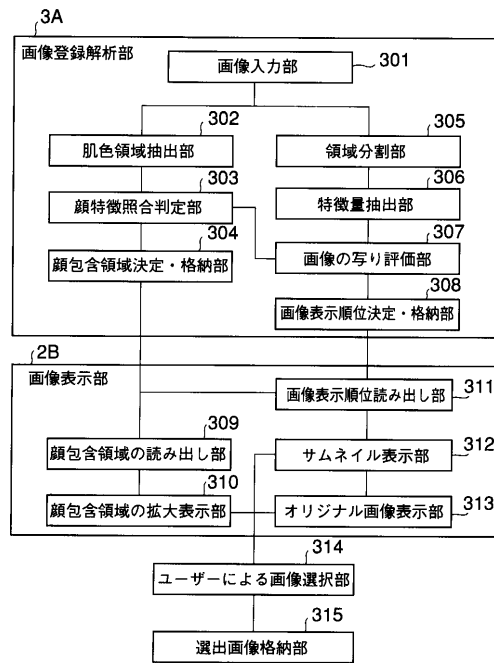 3A
画像登録解析部
画像入力部
301
302
肌色領域抽出部
305
領域分割部
303
顔特徴照合判定部
306
特徴量抽出部
304
顔包含領域決定・格納部
307
画像の写り評価部
308
画像表示順位決定・格納部
2B
画像表示部
画像表示順位読み出し部
311
309
顔包含領域の読み出し部
サムネイル表示部
312
310
顔包含領域の拡大表示部
オリジナル画像表示部
313
314
ユーザーによる画像選択部
315
選出画像格納部